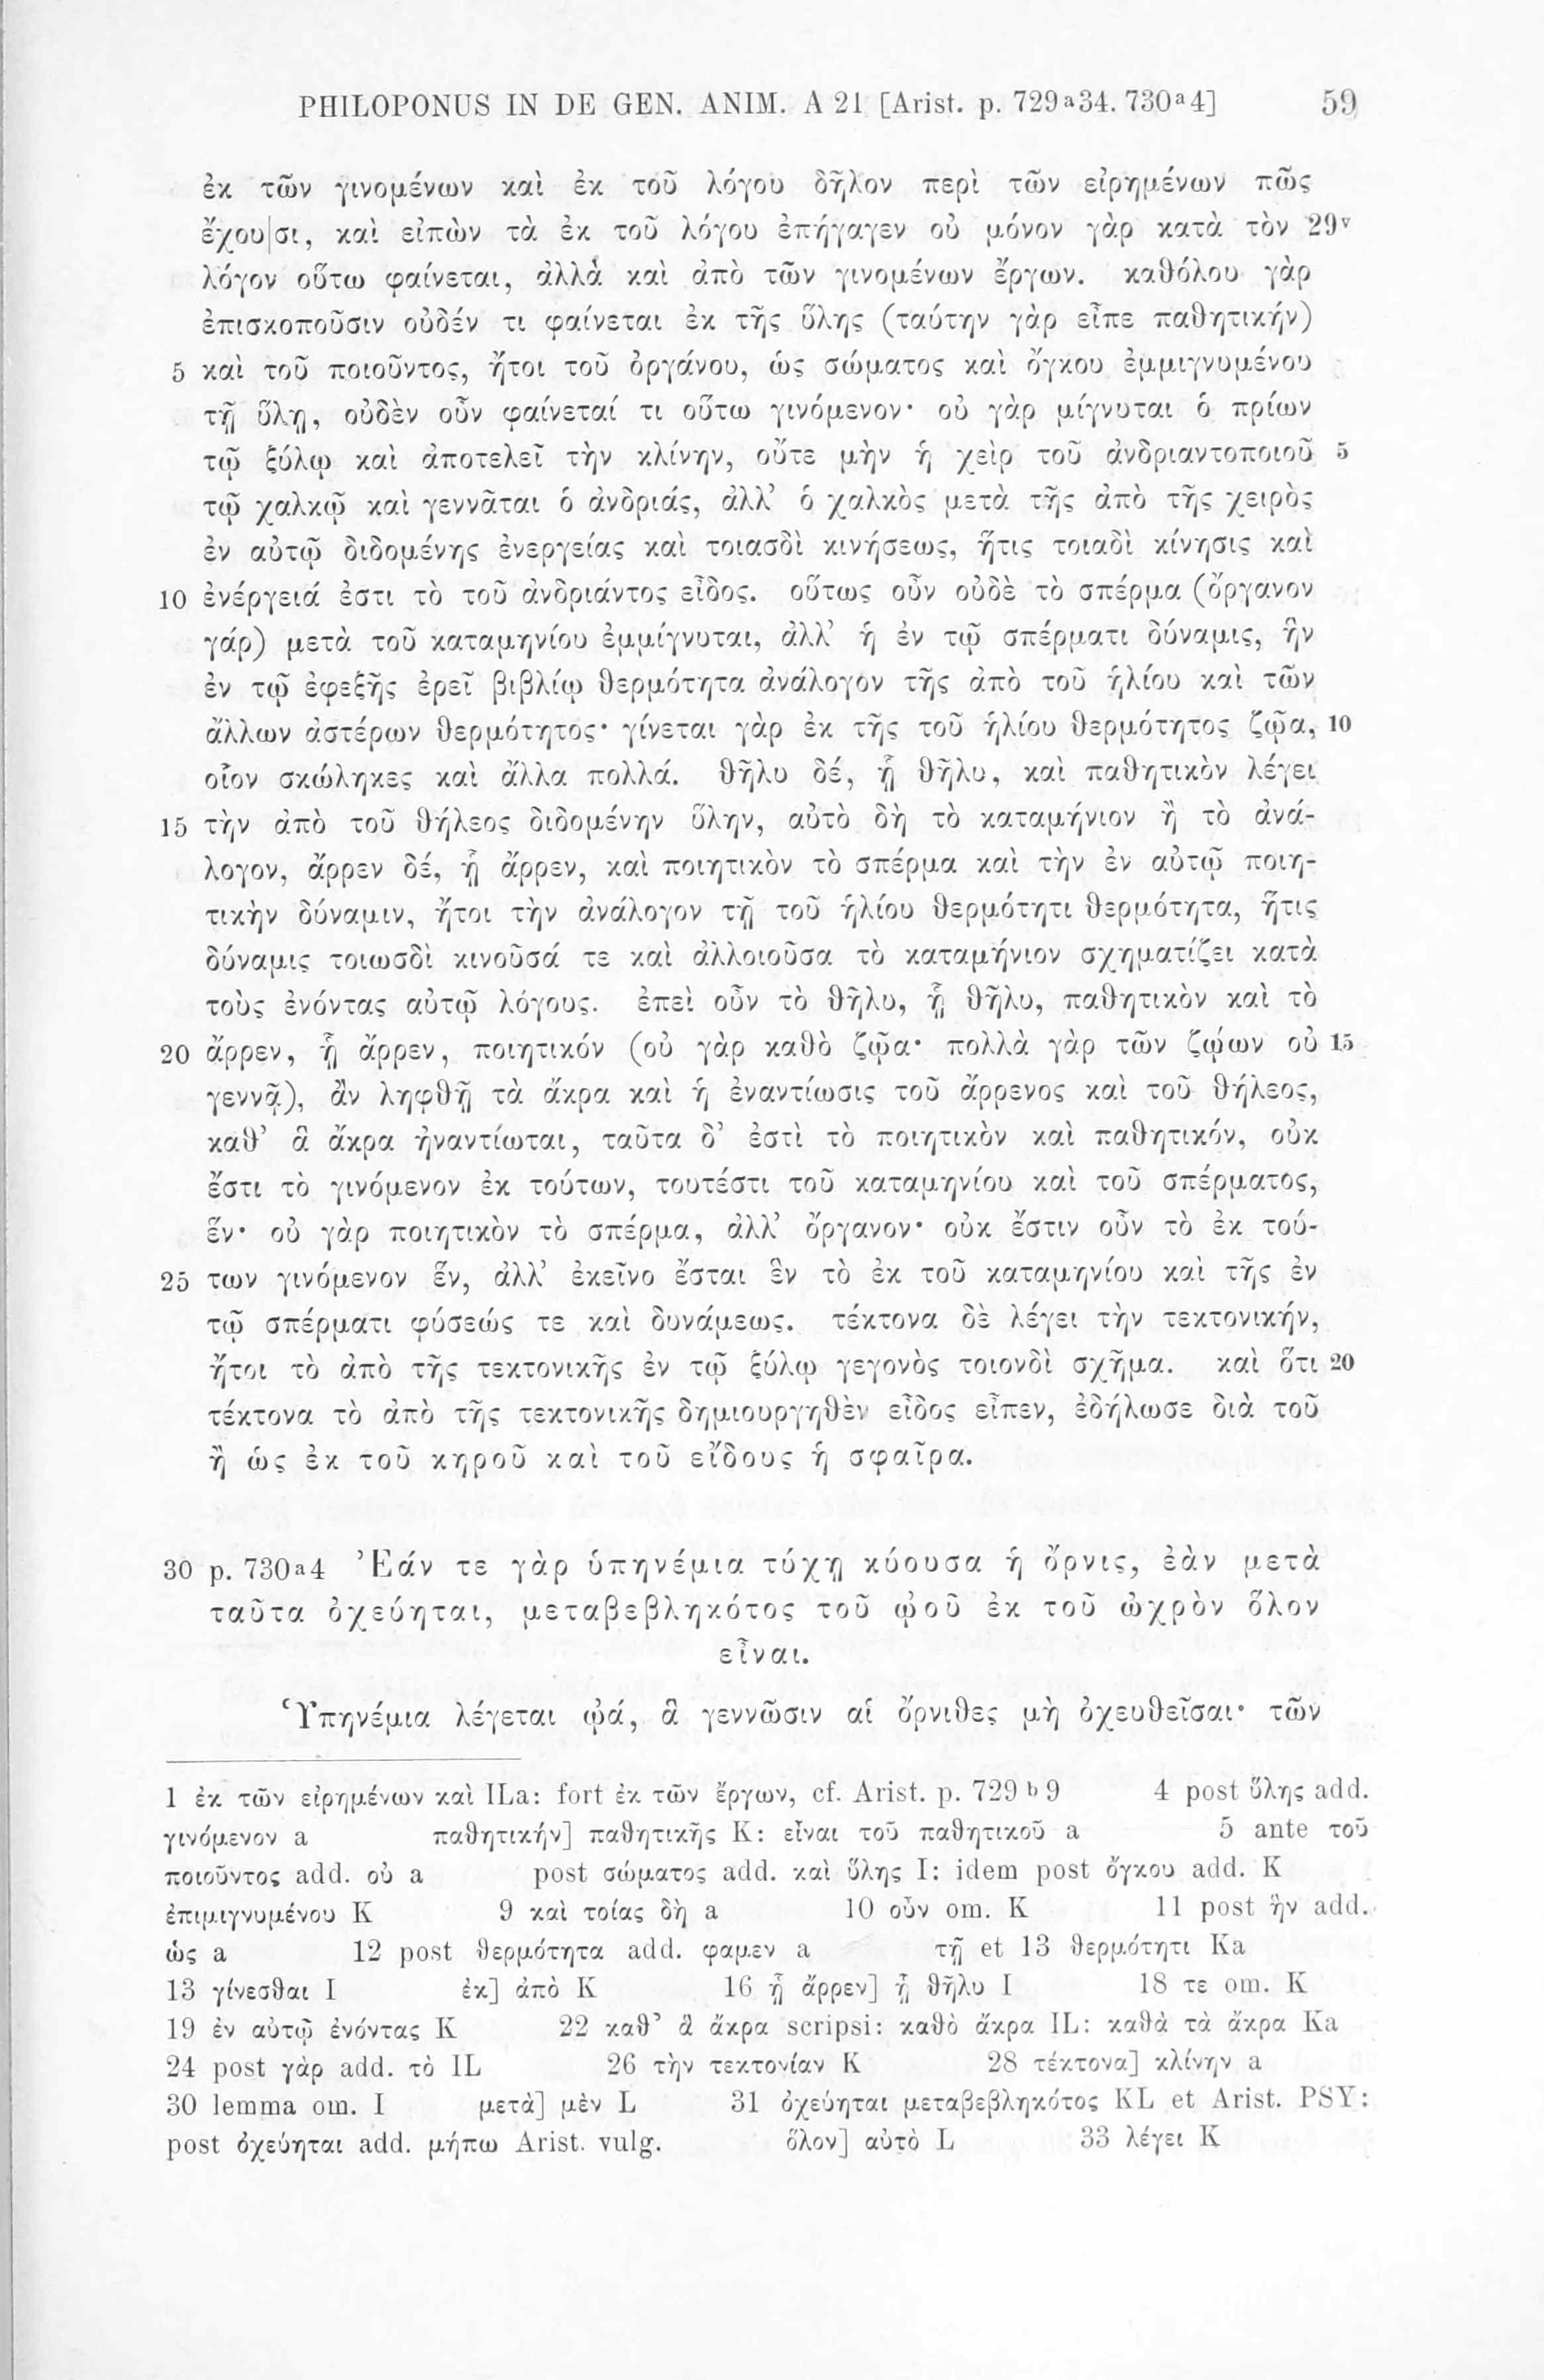 PHILOPONUS IN DE GEN. ANIM. A 21 [Arist. p. 729ᵃ34. 730ᵃ4] 59
ἐκ τῶν γινομένων καὶ ἐκ τοῦ λόγου δῆλον περὶ τῶν εἰρημένων πῶς
ἔχου|σι, καὶ εἰπὼν τὰ ἐκ τοῦ λόγου ἐπήγαγεν οὐ μόνον γὰρ κατὰ τὸν 29ᵛ
λόγον οὕτω φαίνεται, ἀλλὰ καὶ ἀπὸ τῶν γινομένων ἔργων. καθόλου γὰρ
ἐπισκοποῦσιν οὐδέν τι φαίνεται ἐκ τῆς ὕλης (ταύτην γὰρ εἶπε παθητικήν)
5 καὶ τοῦ ποιοῦντος, ἤτοι τοῦ ὀργάνου, ὡς σώματος καὶ ὄγκου ἐμμιγνυμένου
τῇ ὕλῃ, οὐδὲν οὖν φαίνεταί τι οὕτω γινόμενον· οὐ γὰρ μίγνυται ὁ πρίων
τῷ ξύλῳ καὶ ἀποτελεῖ τὴν κλίνην, οὔτε μὴν ἡ χεὶρ τοῦ ἀνδριαντοποιοῦ 5
τῷ χαλκῷ καὶ γεννᾶται ὁ ἀνδριάς, ἀλλ' ὁ χαλκὸς μετὰ τῆς ἀπὸ τῆς χειρὸς
ἐν αὐτῷ διδομένης ἐνεργείας καὶ τοιασδὶ κινήσεως, ἥτις τοιαδὶ κίνησις καὶ
10 ἐνέργειά ἐστι τὸ τοῦ ἀνδριάντος εἶδος. οὕτως οὖν οὐδὲ τὸ σπέρμα (ὄργανον
γάρ) μετὰ τοῦ καταμηνίου ἐμμίγνυται, ἀλλ' ἡ ἐν τῷ σπέρματι δύναμις, ἣν
ἐν τῷ ἐφεξῆς ἐρεῖ βιβλίῳ θερμότητα ἀνάλογον τῆς ἀπὸ τοῦ ἡλίου καὶ τῶν
ἄλλων ἀστέρων θερμότητος· γίνεται γὰρ ἐκ τῆς τοῦ ἡλίου θερμότητος ζῷα, 10
οἷον σκώληκες καὶ ἄλλα πολλά. θῆλυ δέ, ᾗ θῆλυ, καὶ παθητικὸν λέγει
15 τὴν ἀπὸ τοῦ θήλεος διδομένην ὕλην, αὐτὸ δὴ τὸ καταμήνιον ἢ τὸ ἀνά-
λογον, ἄρρεν δέ, ᾗ ἄρρεν, καὶ ποιητικὸν τὸ σπέρμα καὶ τὴν ἐν αὐτῷ ποιη-
τικὴν δύναμιν, ἤτοι τὴν ἀνάλογον τῇ τοῦ ἡλίου θερμότητι θερμότητα, ἥτις
δύναμις τοιωσδὶ κινοῦσά τε καὶ ἀλλοιοῦσα τὸ καταμήνιον σχηματίζει κατὰ
τοὺς ἐνόντας αὐτῷ λόγους. ἐπεὶ οὖν τὸ θῆλυ, ᾗ θῆλυ, παθητικὸν καὶ τὸ
20 ἄρρεν, ᾗ ἄρρεν, ποιητικόν (οὐ γὰρ καθὸ ζῷα· πολλὰ γὰρ τῶν ζῴων οὐ 15
γεννᾷ), ἂν ληφθῇ τὰ ἄκρα καὶ ἡ ἐναντίωσις τοῦ ἄρρενος καὶ τοῦ θήλεος,
καθ' ἃ ἄκρα ἠναντίωται, ταῦτα δ' ἐστὶ τὸ ποιητικὸν καὶ παθητικόν, οὐκ
ἔστι τὸ γινόμενον ἐκ τούτων, τουτέστι τοῦ καταμηνίου καὶ τοῦ σπέρματος,
ἕν· οὐ γὰρ ποιητικὸν τὸ σπέρμα, ἀλλ' ὄργανον· οὐκ ἔστιν οὖν τὸ ἐκ τού-
25 των γινόμενον ἕν, ἀλλ' ἐκεῖνο ἔσται ἓν τὸ ἐκ τοῦ καταμηνίου καὶ τῆς ἐν
τῷ σπέρματι φύσεώς τε καὶ δυνάμεως. τέκτονα δὲ λέγει τὴν τεκτονικήν,
ἤτοι τὸ ἀπὸ τῆς τεκτονικῆς ἐν τῷ ξύλῳ γεγονὸς τοιονδὶ σχῆμα. καὶ ὅτι 20
τέκτονα τὸ ἀπὸ τῆς τεκτονικῆς δημιουργηθὲν εἶδος εἶπεν, ἐδήλωσε διὰ τοῦ
ἢ ὡς ἐκ τοῦ κηροῦ καὶ τοῦ εἴδους ἡ σφαῖρα.
30 p. 730ᵃ4 Ἐάν τε γὰρ ὑπηνέμια τύχῃ κύουσα ἡ ὄρνις, ἐὰν μετὰ
ταῦτα ὀχεύηται, μεταβεβληκότος τοῦ ᾠοῦ ἐκ τοῦ ὠχρὸν ὅλον
εἶναι.
Ὑπηνέμια λέγεται ᾠά, ἃ γεννῶσιν αἱ ὄρνιθες μὴ ὀχευθεῖσαι· τῶν
1 ἐκ τῶν εἰρημένων καὶ ILa: fort ἐκ τῶν ἔργων, cf. Arist. p. 729ᵇ9 4 post ὕλης add.
γινόμενον a παθητικήν] παθητικῆς K: εἶναι τοῦ παθητικοῦ a 5 ante τοῦ
ποιοῦντος add. οὐ a post σώματος add. καὶ ὕλης I: idem post ὄγκου add. K
ἐπιμιγνυμένου K 9 καὶ τοίας δὴ a 10 οὖν om. K 11 post ἣν add.
ὡς a 12 post θερμότητα add. φαμεν a τῇ et 13 θερμότητι Ka
13 γίνεσθαι I ἐκ] ἀπὸ K 16 ᾗ ἄρρεν] ᾗ θῆλυ I 18 τε om. K
19 ἐν αὐτῷ ἐνόντας K 22 καθ' ἃ ἄκρα scripsi: καθὸ ἄκρα IL: καθὰ τὰ ἄκρα Ka
24 post γὰρ add. τὸ IL 26 τὴν τεκτονίαν K 28 τέκτονα] κλίνην a
30 lemma om. I μετὰ] μὲν L 31 ὀχεύηται μεταβεβληκότος KL et Arist. PSY:
post ὀχεύηται add. μήπω Arist. vulg. ὅλον] αὐτὸ L 33 λέγει K